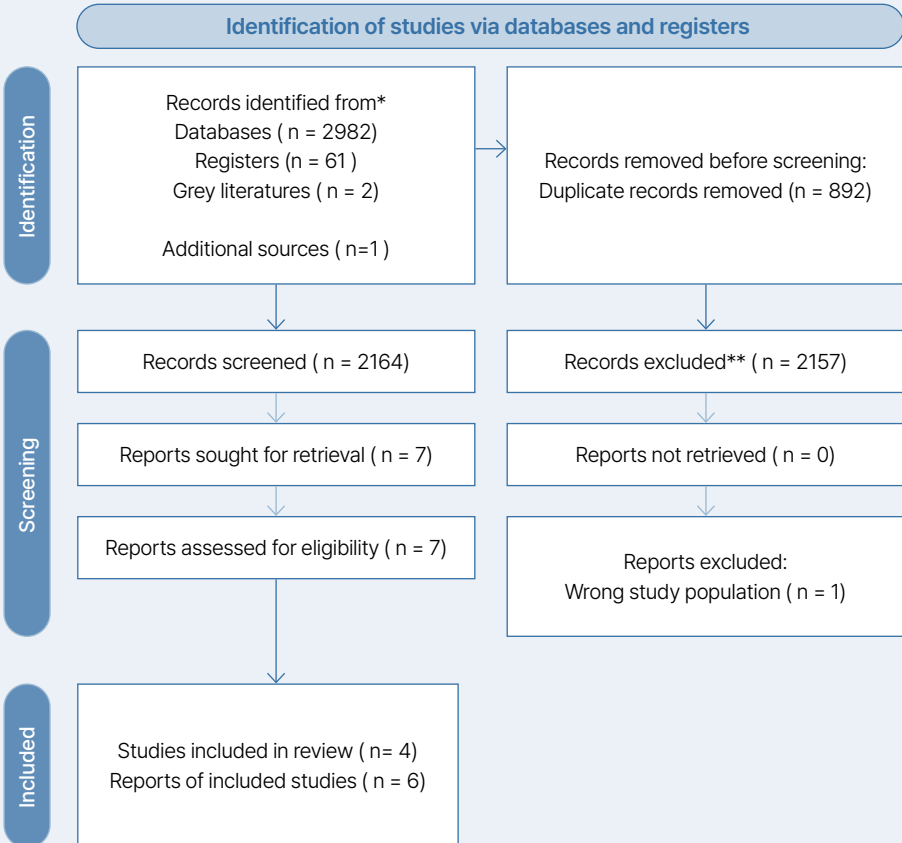 Identification of studies via databases and registers
Identification
Records identified from*
Databases ( n = 2982)
Registers (n = 61 )
Grey literatures ( n = 2)
Additional sources ( n=1 )
Records removed before screening:
Duplicate records removed (n = 892)
Screening
Records screened ( n = 2164)
Records excluded** ( n = 2157)
Reports sought for retrieval ( n = 7)
Reports not retrieved ( n = 0)
Reports assessed for eligibility ( n = 7)
Reports excluded:
Wrong study population ( n = 1)
Included
Studies included in review ( n= 4)
Reports of included studies ( n = 6)